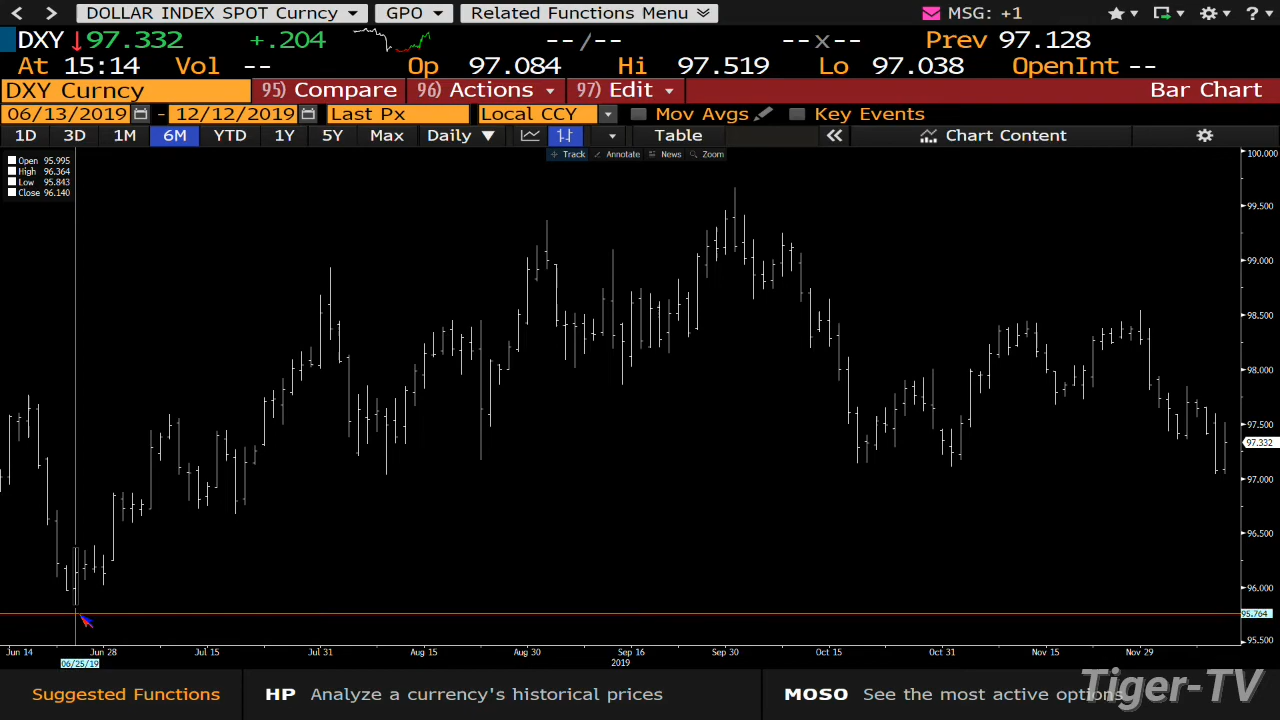 DOLLAR INDEX SPOT Curncy GPO Related Functions Menu MSG: +1 ?
DXY 97.332 +.204 --/-- --x-- Prev 97.128
At 15:14 Vol -- Op 97.084 Hi 97.519 Lo 97.038 OpenInt --
DXY Curncy 95) Compare 96) Actions 97) Edit Bar Chart
06/13/2019 - 12/12/2019 Last Px Local CCY Mov Avgs Key Events
1D 3D 1M 6M YTD 1Y 5Y Max Daily Table Chart Content
Track Annotate News Zoom
Open 95.995
High 96.364
Low 95.843
Close 96.140
100.000
99.500
99.000
98.500
98.000
97.500
97.332
97.000
96.500
96.000
95.764
95.500
Jun 14 Jun 28 Jul 15 Jul 31 Aug 15 Aug 30 Sep 16 Sep 30 Oct 15 Oct 31 Nov 15 Nov 29
06/25/19 2019
Suggested Functions HP Analyze a currency's historical prices MOSO See the most active options
Tiger-TV